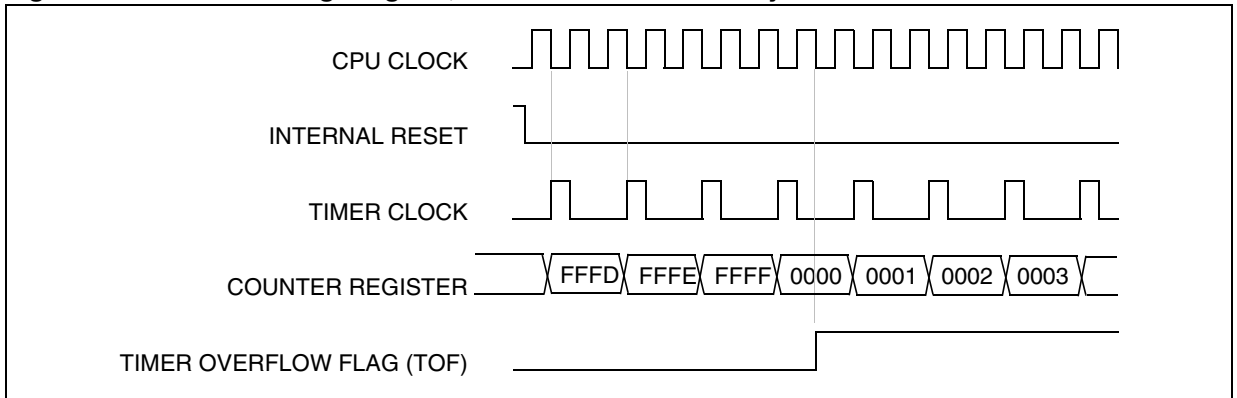 CPU CLOCK
INTERNAL RESET
TIMER CLOCK
COUNTER REGISTER FFFD FFFE FFFF 0000 0001 0002 0003
TIMER OVERFLOW FLAG (TOF)